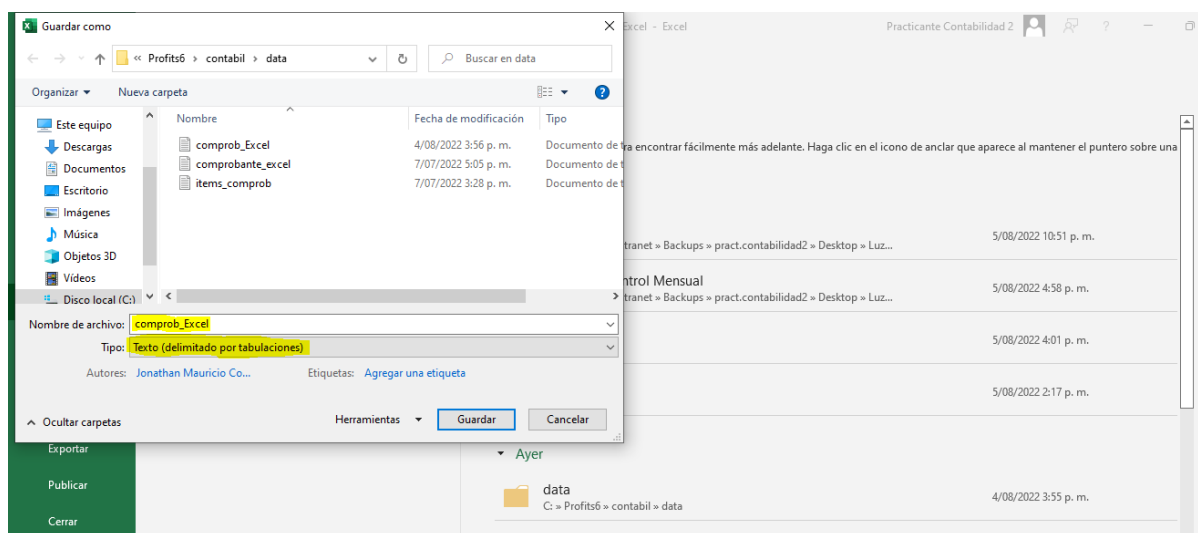 Guardar como
Excel - Excel
Practicante Contabilidad 2
?
« Profits6 › contabil › data
Buscar en data
Organizar
Nueva carpeta
?
Nombre
Fecha de modificación
Tipo
Este equipo
Descargas
Documentos
Escritorio
Imágenes
Música
Objetos 3D
Vídeos
Disco local (C:)
comprob_Excel
4/08/2022 3:56 p. m.
Documento de t
comprobante_excel
7/07/2022 5:05 p. m.
Documento de t
items_comprob
7/07/2022 3:28 p. m.
Documento de t
ra encontrar fácilmente más adelante. Haga clic en el icono de anclar que aparece al mantener el puntero sobre una
tranet » Backups » pract.contabilidad2 » Desktop » Luz...
5/08/2022 10:51 p. m.
ntrol Mensual
tranet » Backups » pract.contabilidad2 » Desktop » Luz...
5/08/2022 4:58 p. m.
5/08/2022 4:01 p. m.
5/08/2022 2:17 p. m.
Nombre de archivo: comprob_Excel
Tipo: Texto (delimitado por tabulaciones)
Autores: Jonathan Mauricio Co...
Etiquetas: Agregar una etiqueta
Ocultar carpetas
Herramientas
Guardar
Cancelar
Exportar
Publicar
Cerrar
Ayer
data
C: » Profits6 » contabil » data
4/08/2022 3:55 p. m.